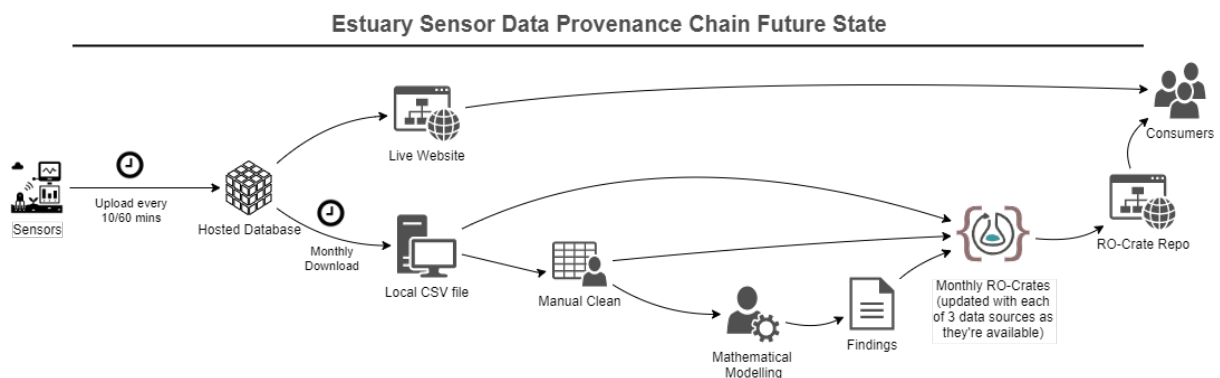 Estuary Sensor Data Provenance Chain Future State
Consumers
Live Website
Upload every
10/60 mins
Sensors
Hosted Database
Monthly
Download
Local CSV file
Manual Clean
RO-Crate Repo
Monthly RO-Crates
(updated with each
of 3 data sources as
they're available)
Findings
Mathematical
Modelling